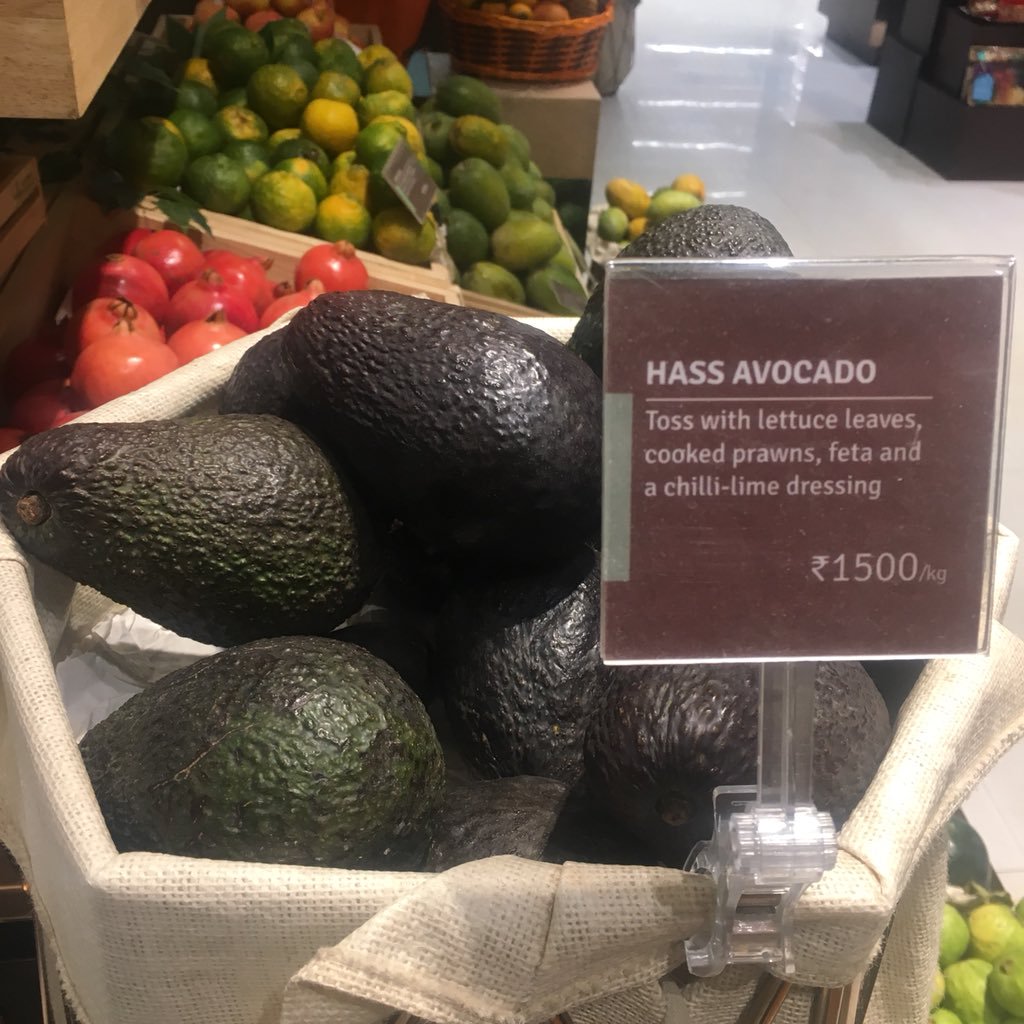 HASS AVOCADO
Toss with lettuce leaves,
cooked prawns, feta and
a chilli-lime dressing
₹1500/kg